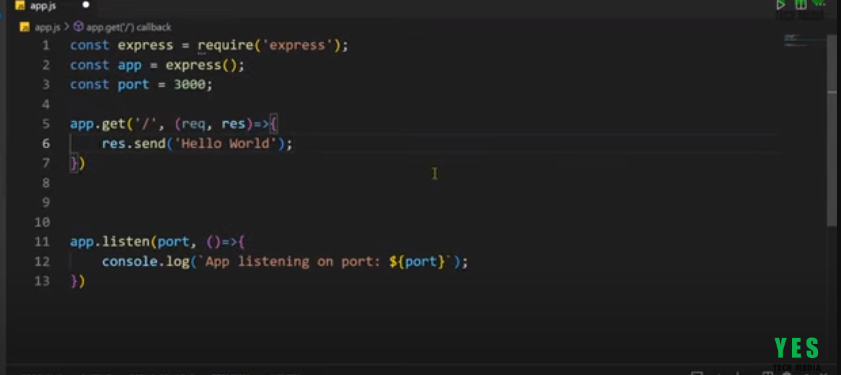 app.js
app.js > app.get('/') callback
1 const express = require('express');
2 const app = express();
3 const port = 3000;
4
5 app.get('/', (req, res)=>{
6 res.send('Hello World');
7 })
8
9
10
11 app.listen(port, ()=>{
12 console.log(`App listening on port: ${port}`);
13 })
YES
TECH MEDIA